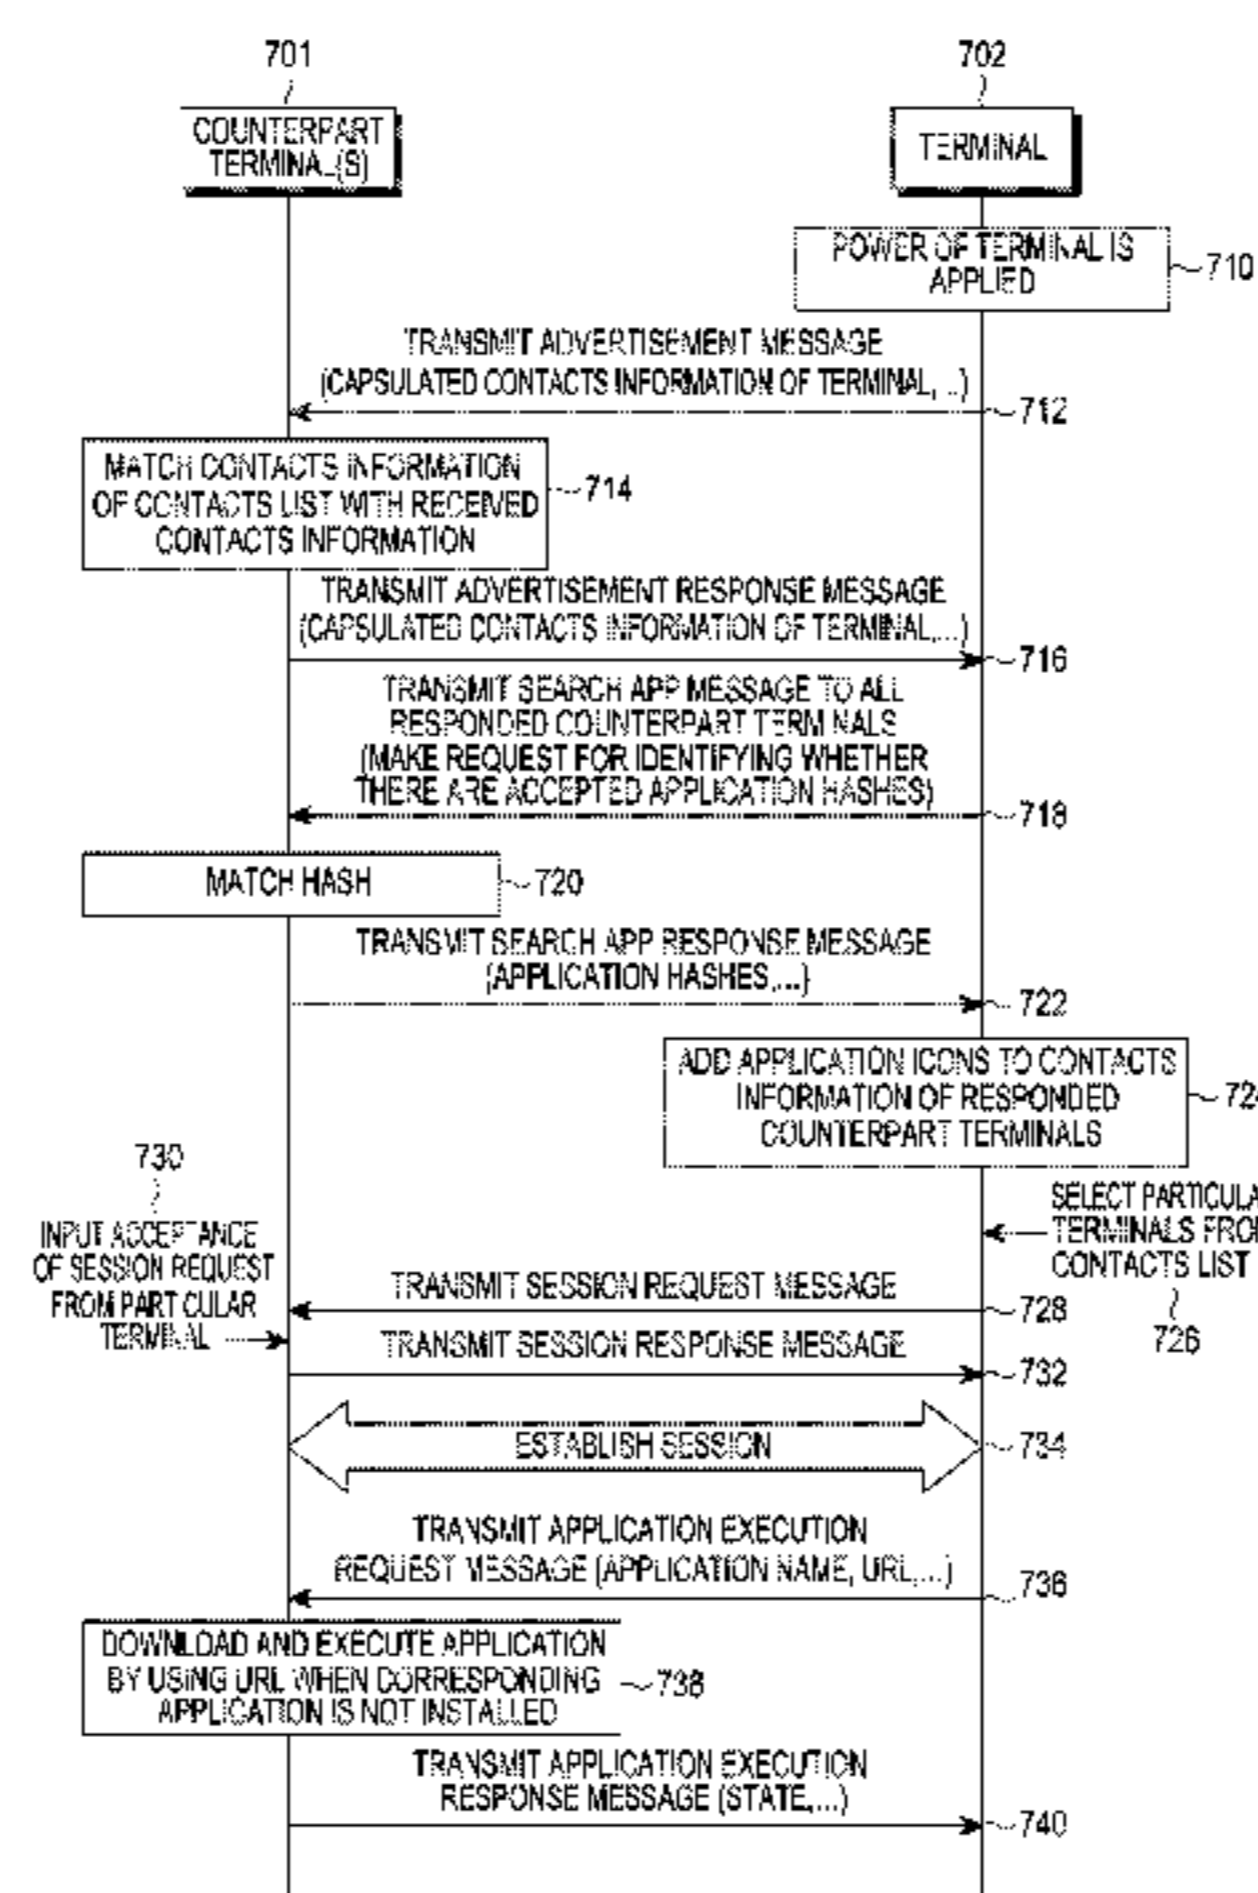 701
702
COUNTERPART
TERMINAL(S)
TERMINAL
POWER OF TERMINAL IS
APPLIED
710
TRANSMIT ADVERTISEMENT MESSAGE
(CAPSULATED CONTACTS INFORMATION OF TERMINAL, ..)
712
MATCH CONTACTS INFORMATION
OF CONTACTS LIST WITH RECEIVED
CONTACTS INFORMATION
714
TRANSMIT ADVERTISEMENT RESPONSE MESSAGE
(CAPSULATED CONTACTS INFORMATION OF TERMINAL,...)
716
TRANSMIT SEARCH APP MESSAGE TO ALL
RESPONDED COUNTERPART TERMINALS
(MAKE REQUEST FOR IDENTIFYING WHETHER
THERE ARE ACCEPTED APPLICATION HASHES)
718
MATCH HASH
720
TRANSMIT SEARCH APP RESPONSE MESSAGE
(APPLICATION HASHES,...)
722
ADD APPLICATION ICONS TO CONTACTS
INFORMATION OF RESPONDED
COUNTERPART TERMINALS
724
730
INPUT ACCEPTANCE
OF SESSION REQUEST
FROM PARTICULAR
TERMINAL
SELECT PARTICULA
TERMINALS FRO
CONTACTS LIST
726
TRANSMIT SESSION REQUEST MESSAGE
728
TRANSMIT SESSION RESPONSE MESSAGE
732
ESTABLISH SESSION
734
TRANSMIT APPLICATION EXECUTION
REQUEST MESSAGE (APPLICATION NAME, URL,...)
736
DOWNLOAD AND EXECUTE APPLICATION
BY USING URL WHEN CORRESPONDING
APPLICATION IS NOT INSTALLED
738
TRANSMIT APPLICATION EXECUTION
RESPONSE MESSAGE (STATE,...)
740